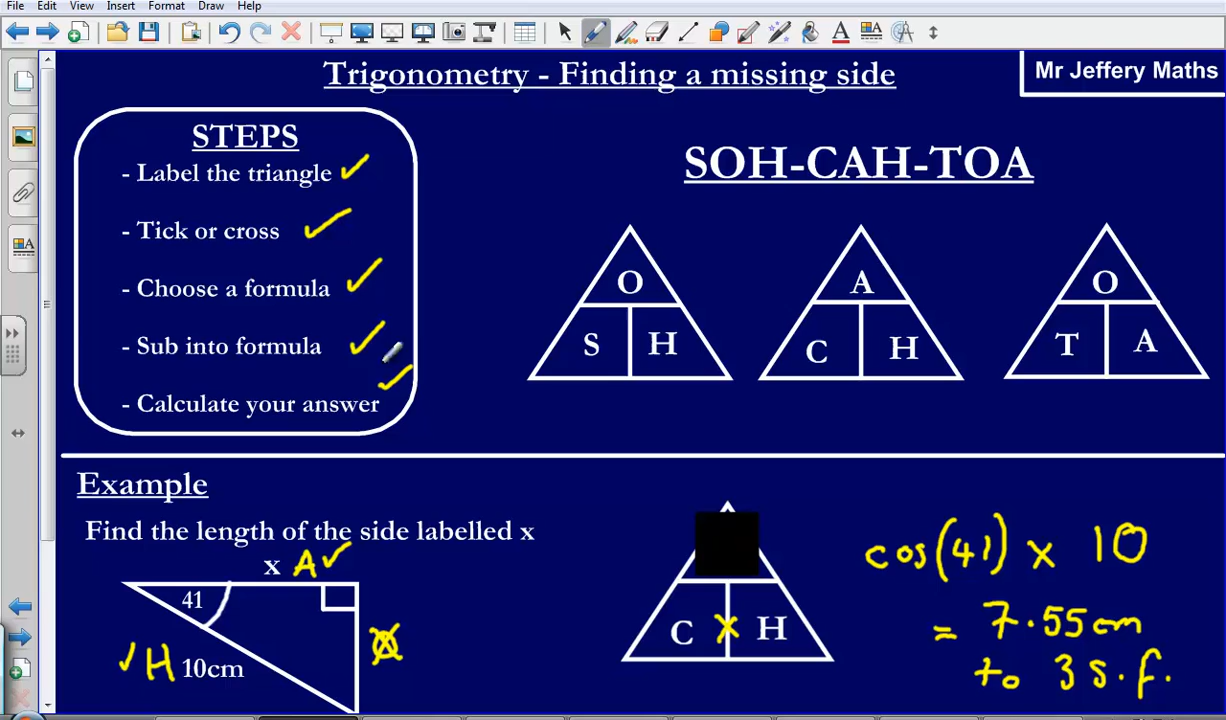 File Edit View Insert Format Draw Help
Trigonometry - Finding a missing side
Mr Jeffery Maths
STEPS
- Label the triangle
- Tick or cross
- Choose a formula
- Sub into formula
- Calculate your answer
SOH-CAH-TOA
O
S H
A
C H
O
T A
Example
Find the length of the side labelled x
x A
41
H 10cm
C x H
cos(41) x 10
= 7.55cm
to 3 s.f.